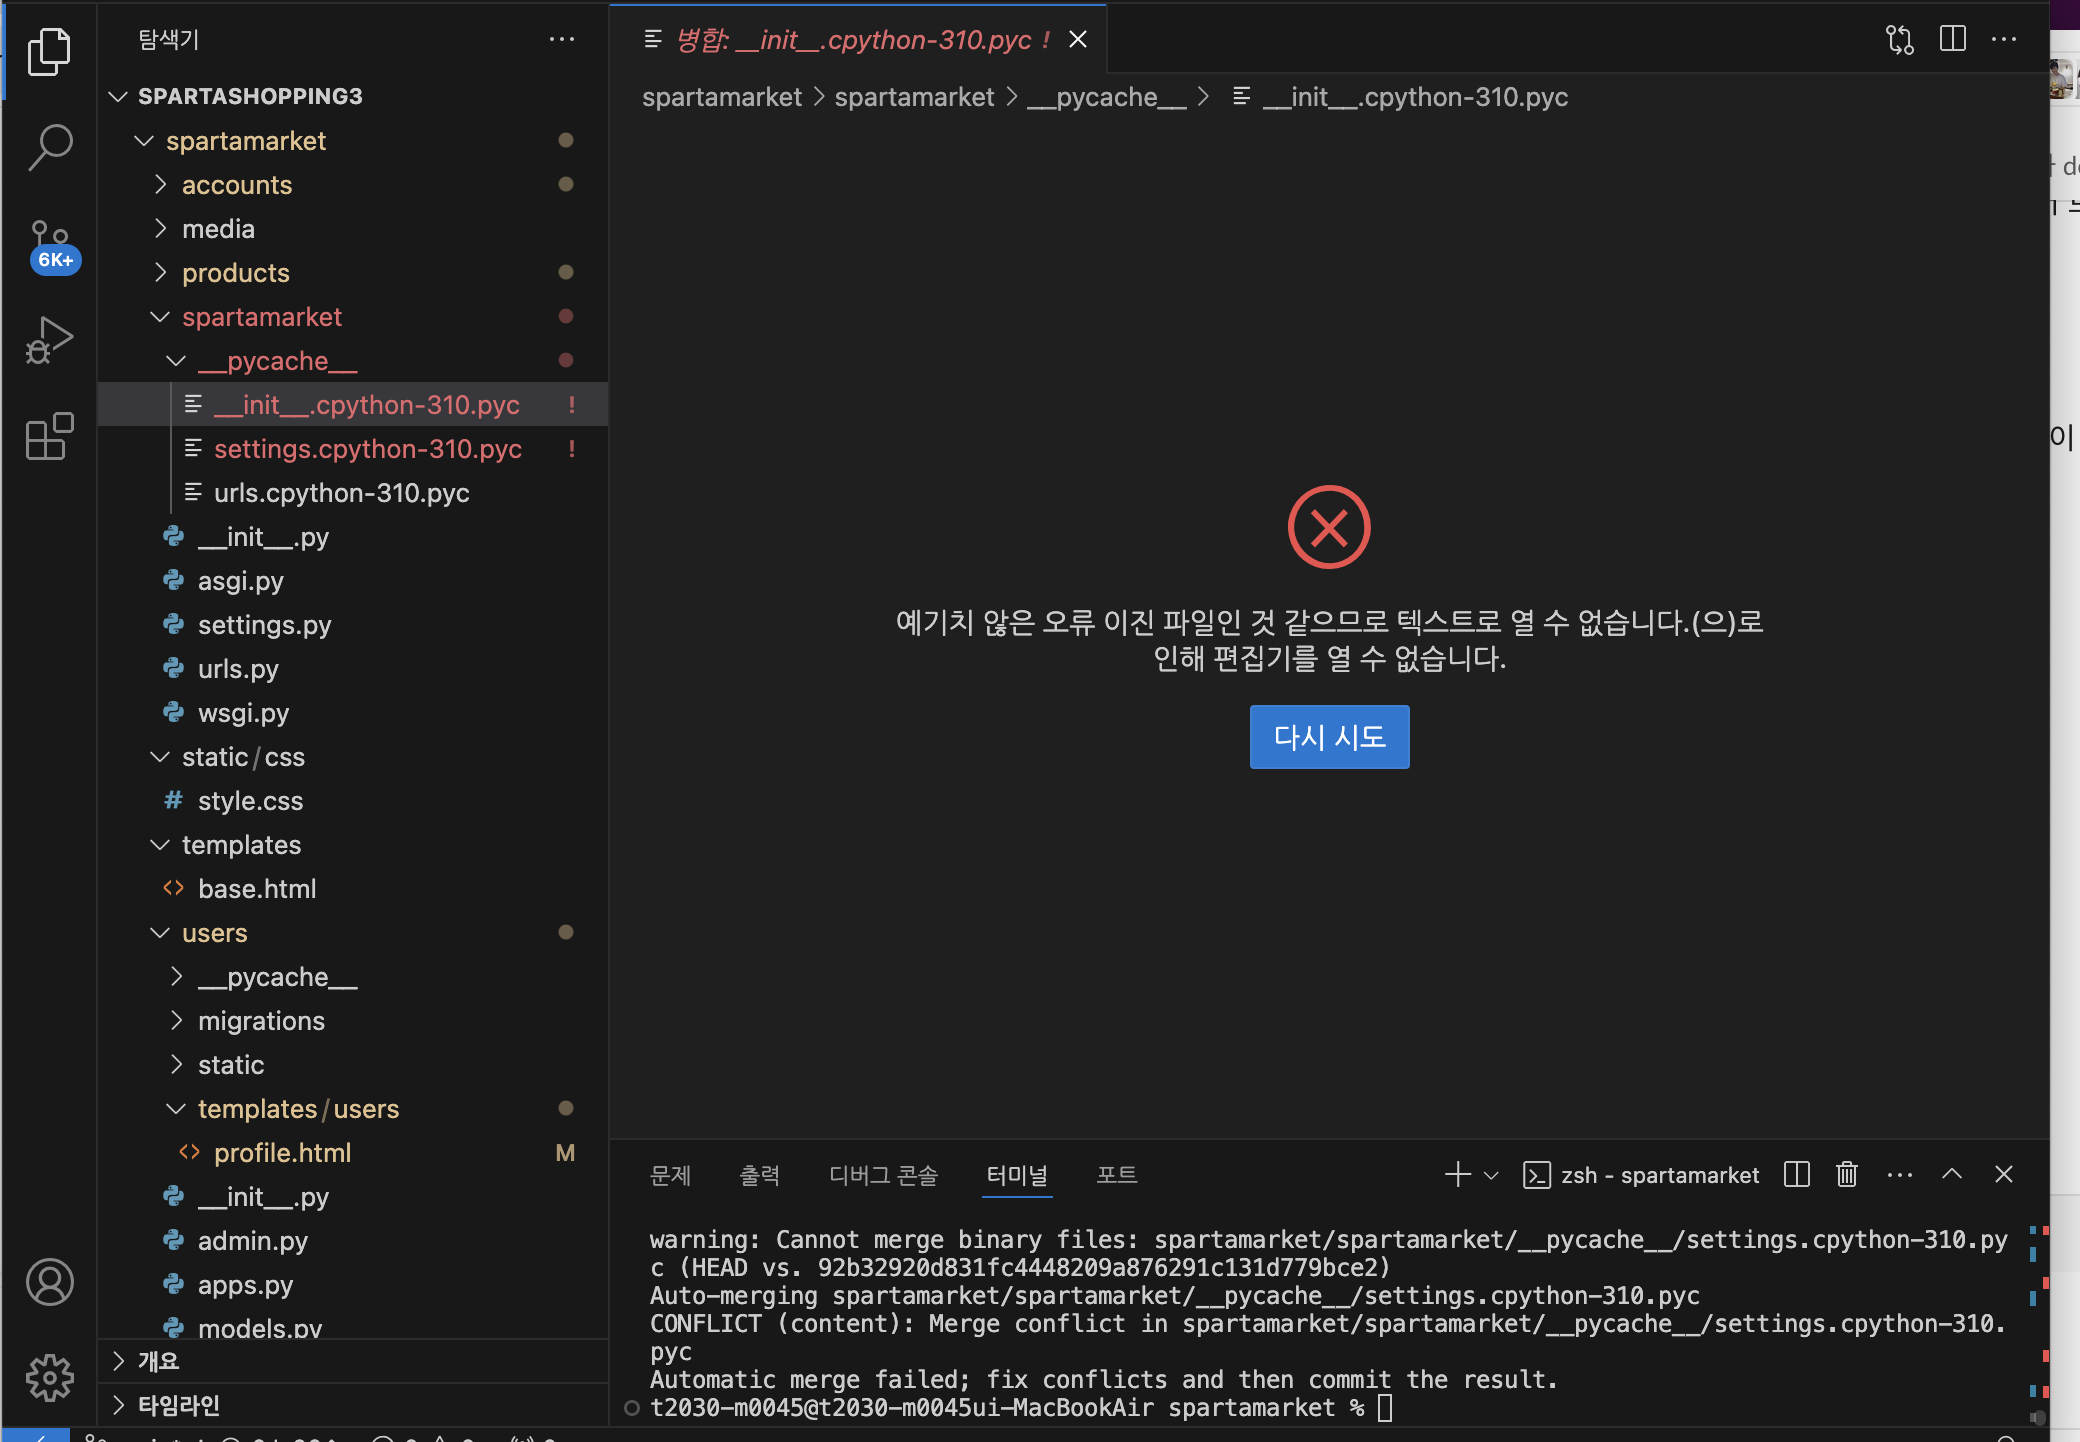 탐색기
SPARTASHOPPING3
spartamarket
accounts
media
products
spartamarket
__pycache__
__init__.cpython-310.pyc !
settings.cpython-310.pyc !
urls.cpython-310.pyc
__init__.py
asgi.py
settings.py
urls.py
wsgi.py
static/css
# style.css
templates
<> base.html
users
__pycache__
migrations
static
templates/users
<> profile.html M
__init__.py
admin.py
apps.py
models.py
개요
타임라인
6K+
병합: __init__.cpython-310.pyc !
spartamarket > spartamarket > __pycache__ > __init__.cpython-310.pyc
예기치 않은 오류 이진 파일인 것 같으므로 텍스트로 열 수 없습니다.(으)로
인해 편집기를 열 수 없습니다.
다시 시도
문제 출력 디버그 콘솔 터미널 포트
zsh - spartamarket
warning: Cannot merge binary files: spartamarket/spartamarket/__pycache__/settings.cpython-310.py
c (HEAD vs. 92b32920d831fc4448209a876291c131d779bce2)
Auto-merging spartamarket/spartamarket/__pycache__/settings.cpython-310.pyc
CONFLICT (content): Merge conflict in spartamarket/spartamarket/__pycache__/settings.cpython-310.
pyc
Automatic merge failed; fix conflicts and then commit the result.
t2030-m0045@t2030-m0045ui-MacBookAir spartamarket %
이